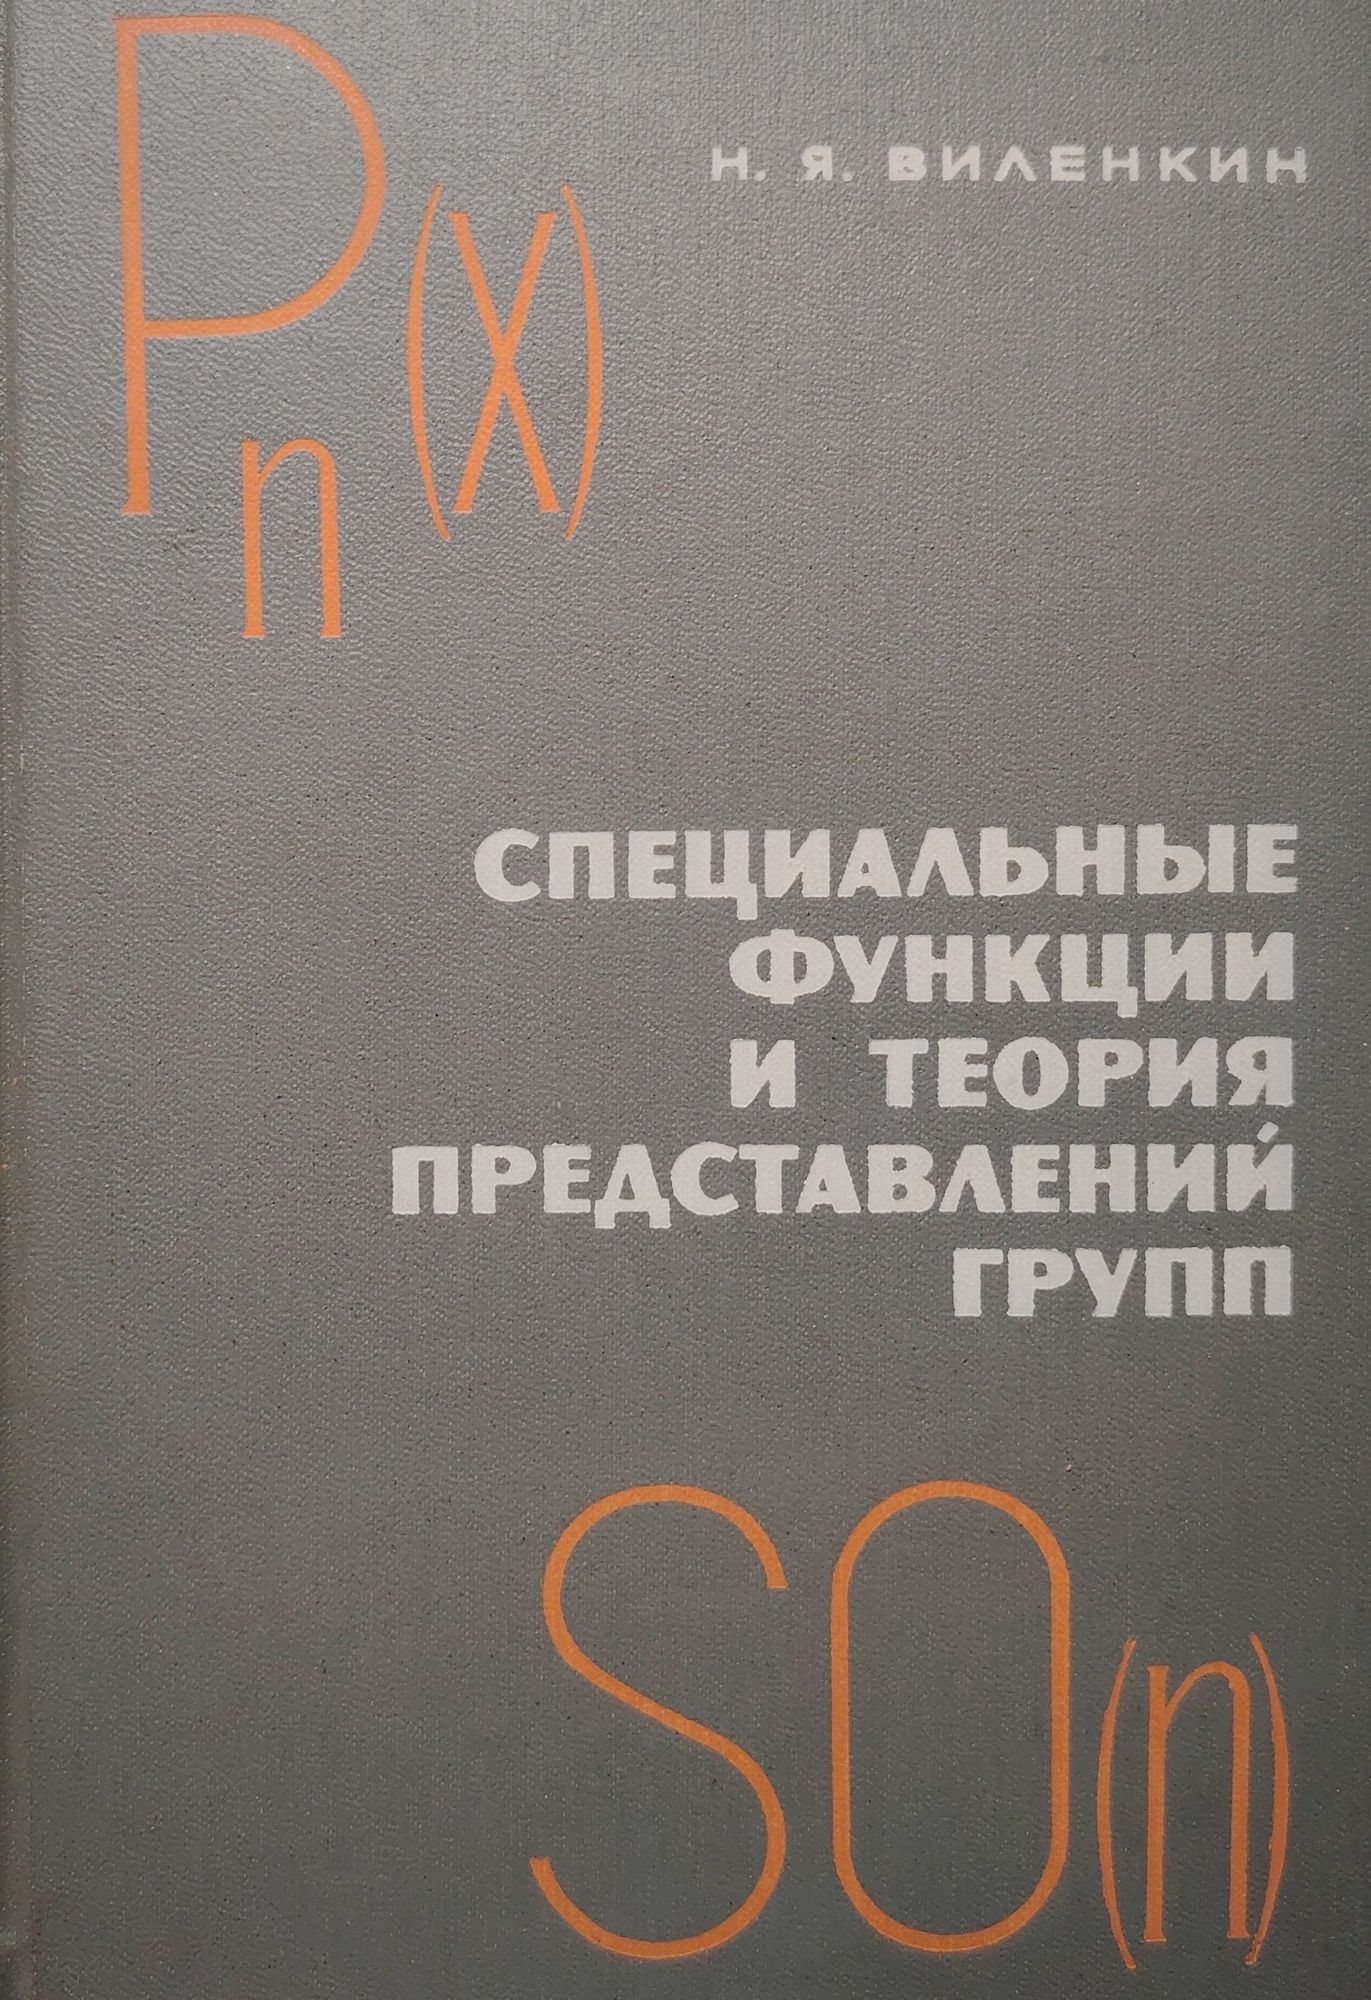 Pn(X)
Н. Я. ВИЛЕНКИН
СПЕЦИАЛЬНЫЕ
ФУНКЦИИ
И ТЕОРИЯ
ПРЕДСТАВЛЕНИЙ
ГРУПП
SO(n)